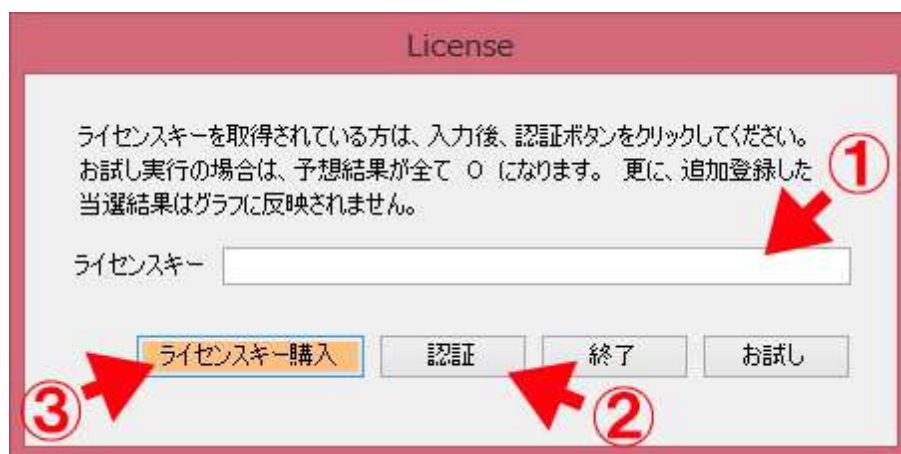 License
ライセンスキーを取得されている方は、入力後、認証ボタンをクリックしてください。
お試し実行の場合は、予想結果が全て 0 になります。 更に、追加登録した
当選結果はグラフに反映されません。
①
ライセンスキー
ライセンスキー購入 認証 終了 お試し
③ ②